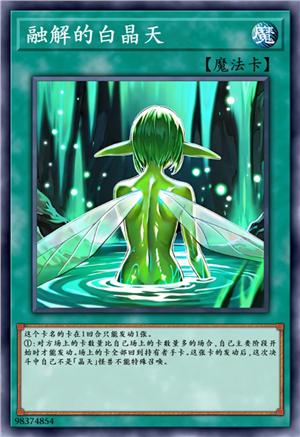 融解的白晶天
魔
【魔法卡】
这个卡名的卡在1回合只能发动1张。
①:对方场上的卡数量比自己场上的卡数量多的场合,自己主要阶段开
始时才能发动。场上的卡全部回到持有者手卡。这张卡的发动后,这次决
斗中自己不是「晶天」怪兽不能特殊召唤。
98374854